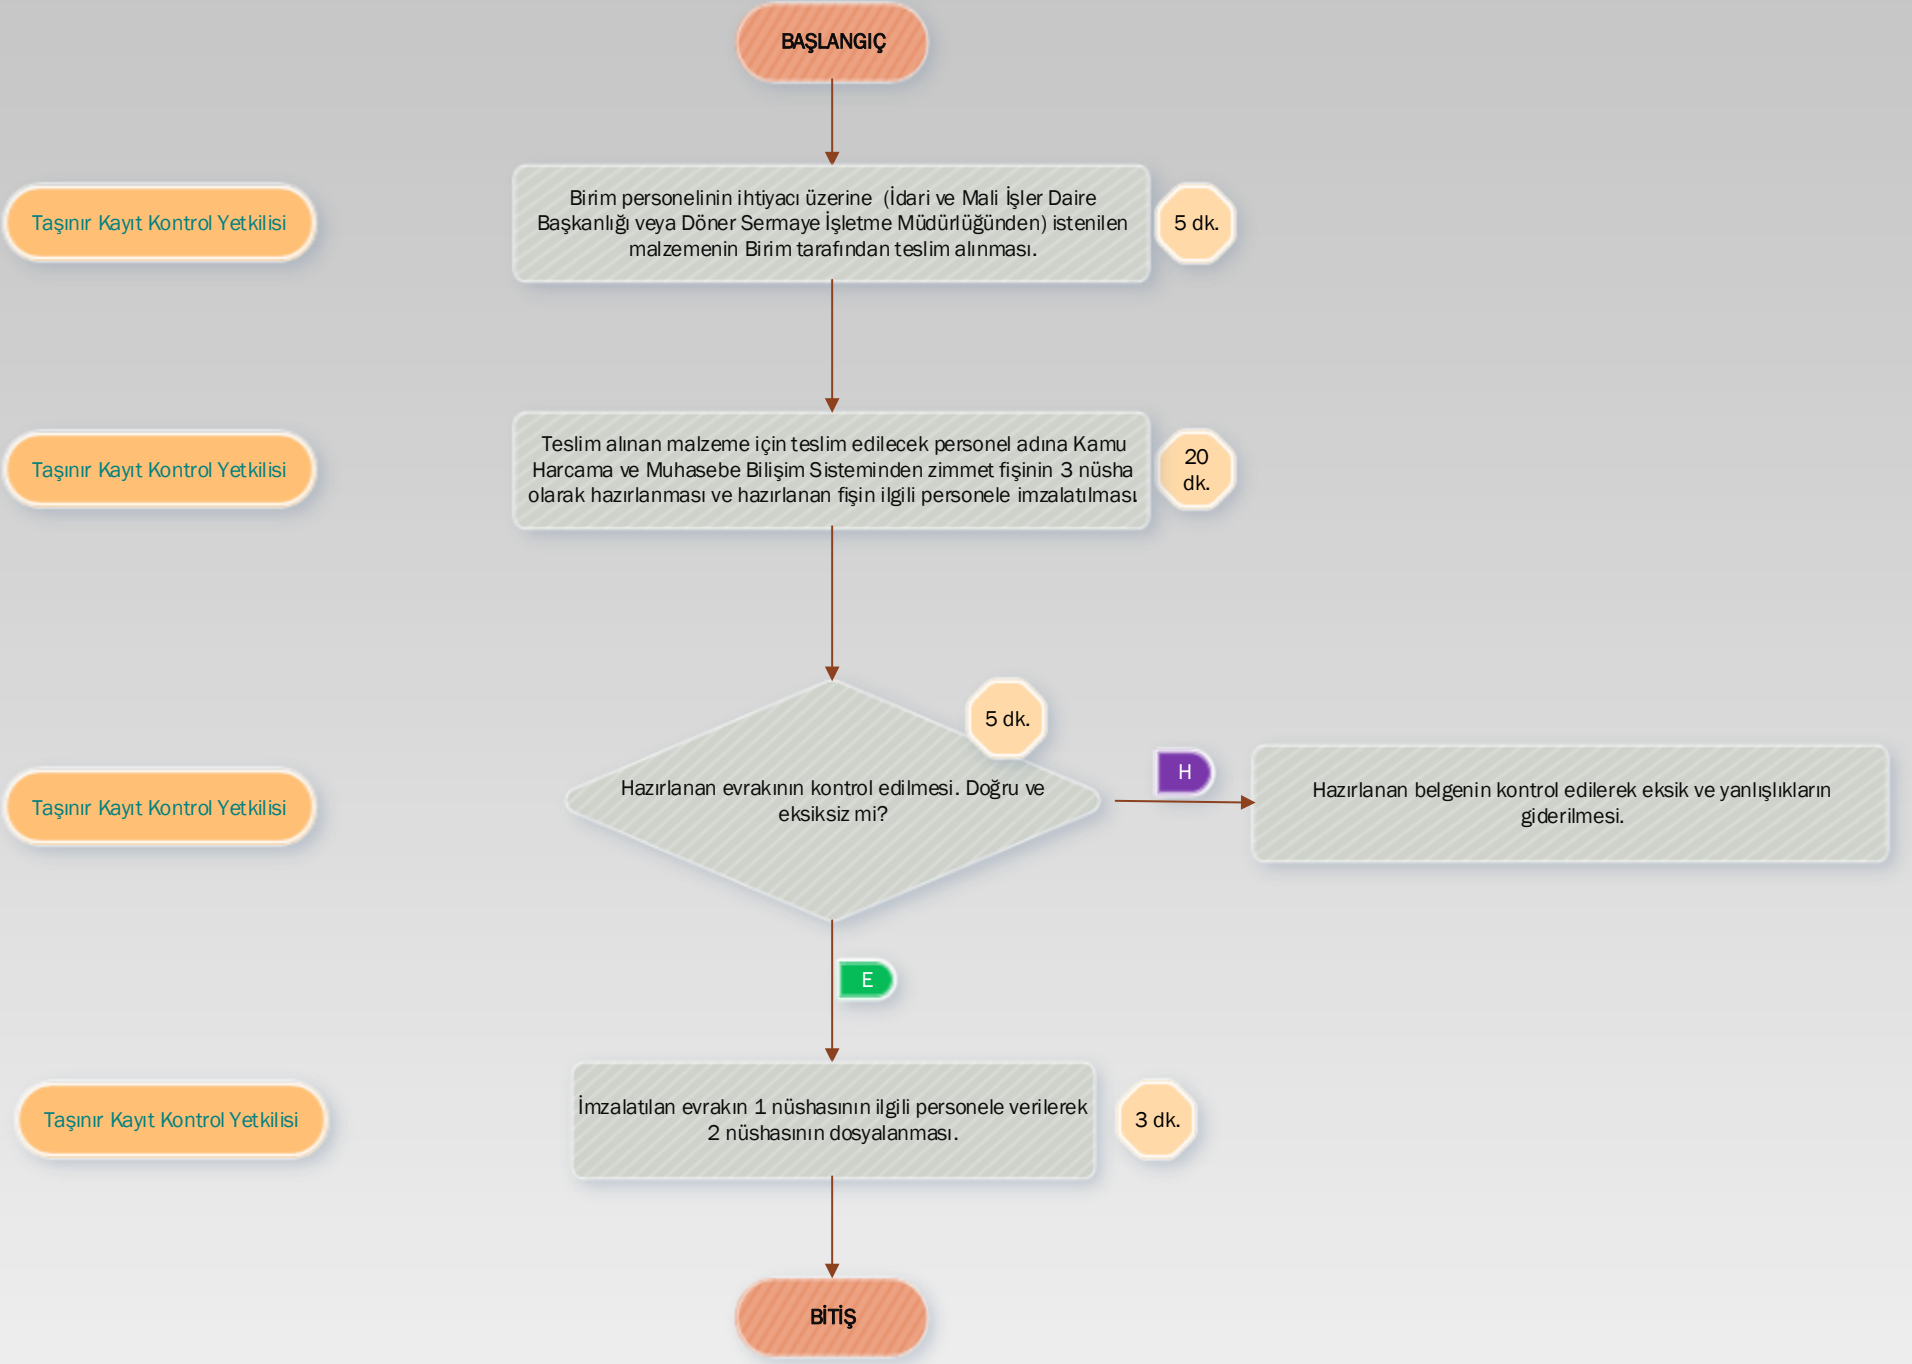 BAŞLANGIÇ
Taşınır Kayıt Kontrol Yetkilisi
Birim personelinin ihtiyacı üzerine (İdari ve Mali İşler Daire
Başkanlığı veya Döner Sermaye İşletme Müdürlüğünden) istenilen
malzemenin Birim tarafından teslim alınması.
5 dk.
Taşınır Kayıt Kontrol Yetkilisi
Teslim alınan malzeme için teslim edilecek personel adına Kamu
Harcama ve Muhasebe Bilişim Sisteminden zimmet fişinin 3 nüsha
olarak hazırlanması ve hazırlanan fişin ilgili personele imzalatılması.
20
dk.
5 dk.
Taşınır Kayıt Kontrol Yetkilisi
Hazırlanan evrakının kontrol edilmesi. Doğru ve
eksiksiz mi?
H
Hazırlanan belgenin kontrol edilerek eksik ve yanlışlıkların
giderilmesi.
E
Taşınır Kayıt Kontrol Yetkilisi
İmzalatılan evrakın 1 nüshasının ilgili personele verilerek
2 nüshasının dosyalanması.
3 dk.
BİTİŞ